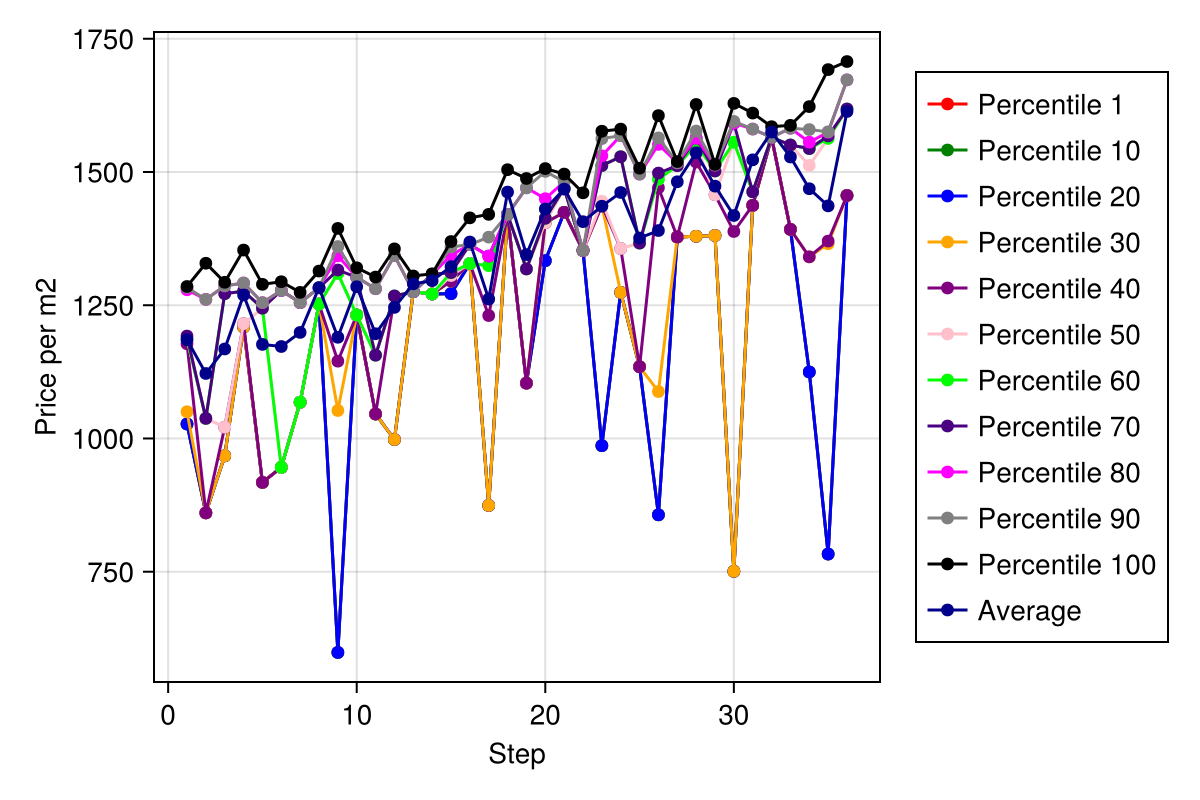 1750
1500
1250
1000
750
Price per m2
0 10 20 30
Step
Percentile 1
Percentile 10
Percentile 20
Percentile 30
Percentile 40
Percentile 50
Percentile 60
Percentile 70
Percentile 80
Percentile 90
Percentile 100
Average